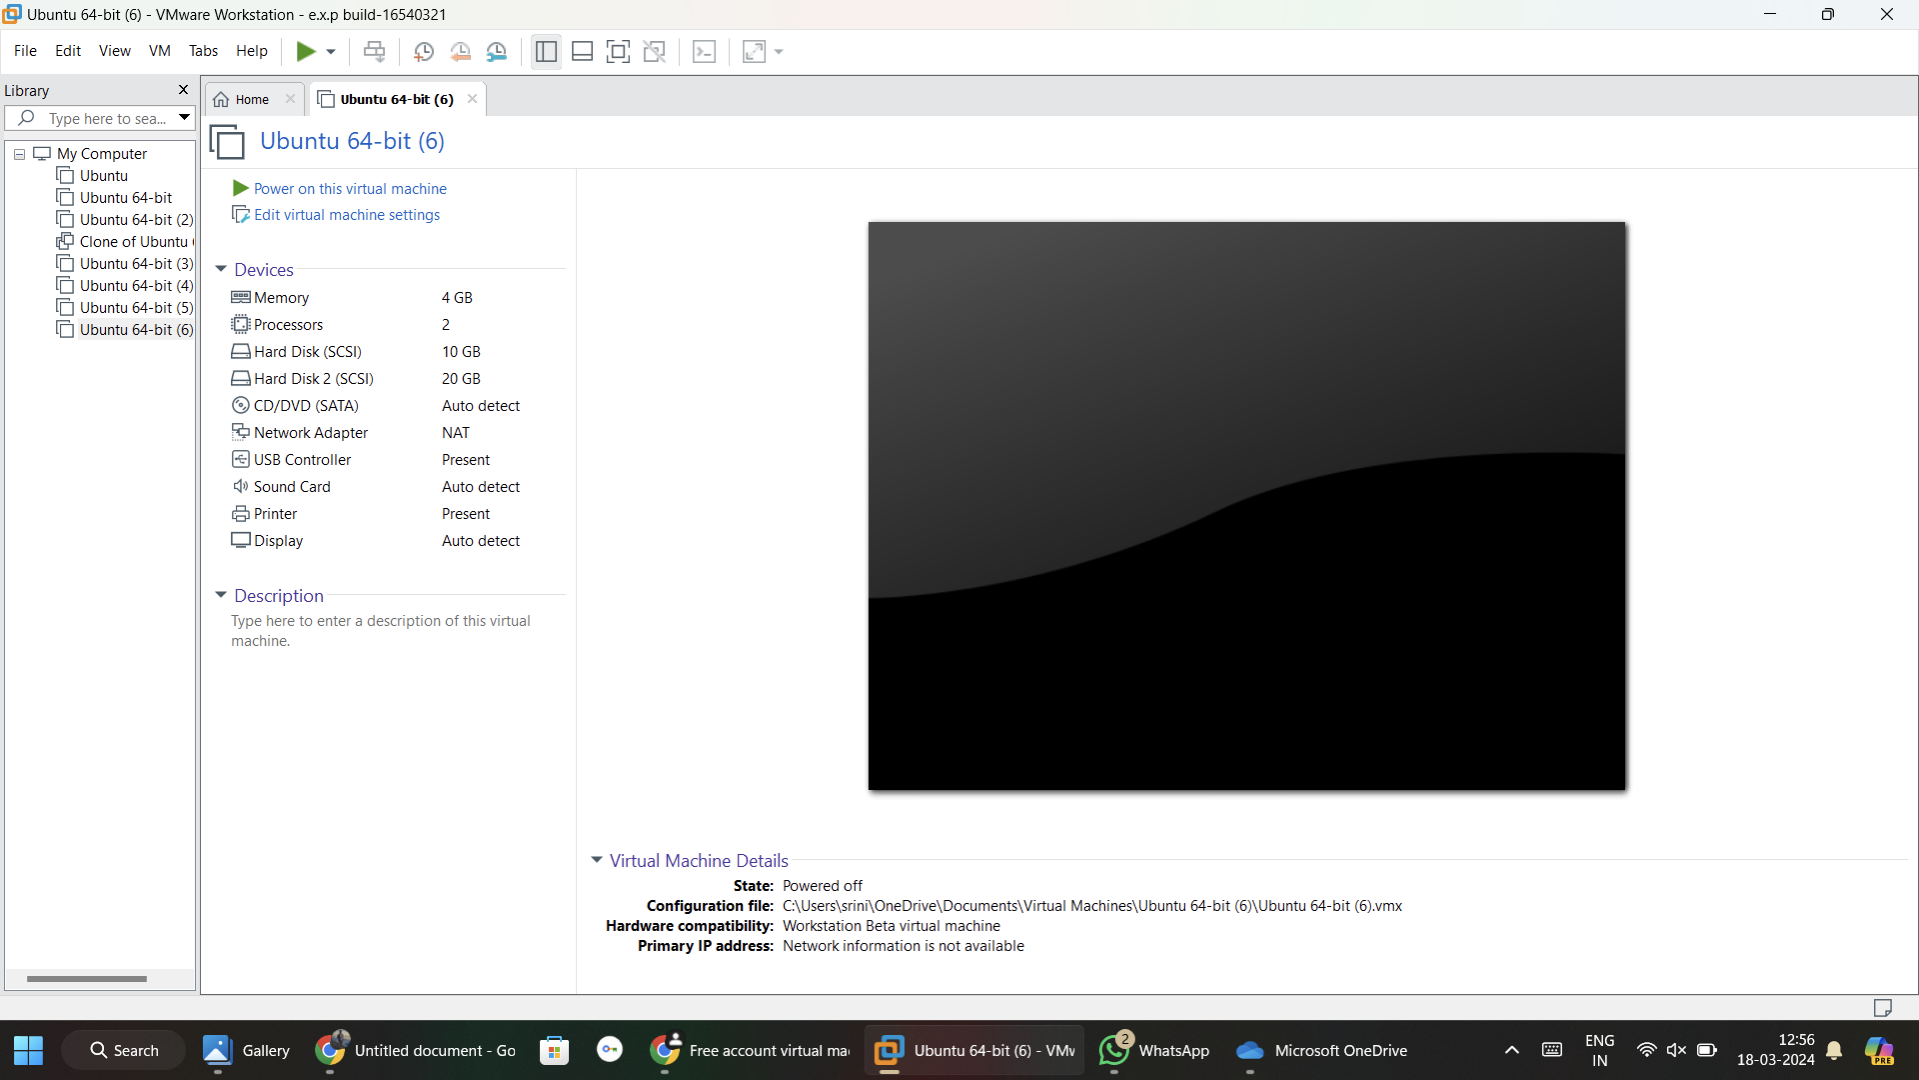 Ubuntu 64-bit (6) - VMware Workstation - e.x.p build-16540321
File Edit View VM Tabs Help
Library
Type here to sea...
My Computer
Ubuntu
Ubuntu 64-bit
Ubuntu 64-bit (2)
Clone of Ubuntu
Ubuntu 64-bit (3)
Ubuntu 64-bit (4)
Ubuntu 64-bit (5)
Ubuntu 64-bit (6)
Home
Ubuntu 64-bit (6)
Ubuntu 64-bit (6)
Power on this virtual machine
Edit virtual machine settings
Devices
Memory 4 GB
Processors 2
Hard Disk (SCSI) 10 GB
Hard Disk 2 (SCSI) 20 GB
CD/DVD (SATA) Auto detect
Network Adapter NAT
USB Controller Present
Sound Card Auto detect
Printer Present
Display Auto detect
Description
Type here to enter a description of this virtual
machine.
Virtual Machine Details
State: Powered off
Configuration file: C:\Users\srini\OneDrive\Documents\Virtual Machines\Ubuntu 64-bit (6)\Ubuntu 64-bit (6).vmx
Hardware compatibility: Workstation Beta virtual machine
Primary IP address: Network information is not available
Search
Gallery
Untitled document - Go
Free account virtual ma
Ubuntu 64-bit (6) - VMw
2
WhatsApp
Microsoft OneDrive
ENG
IN
12:56
18-03-2024
PRE